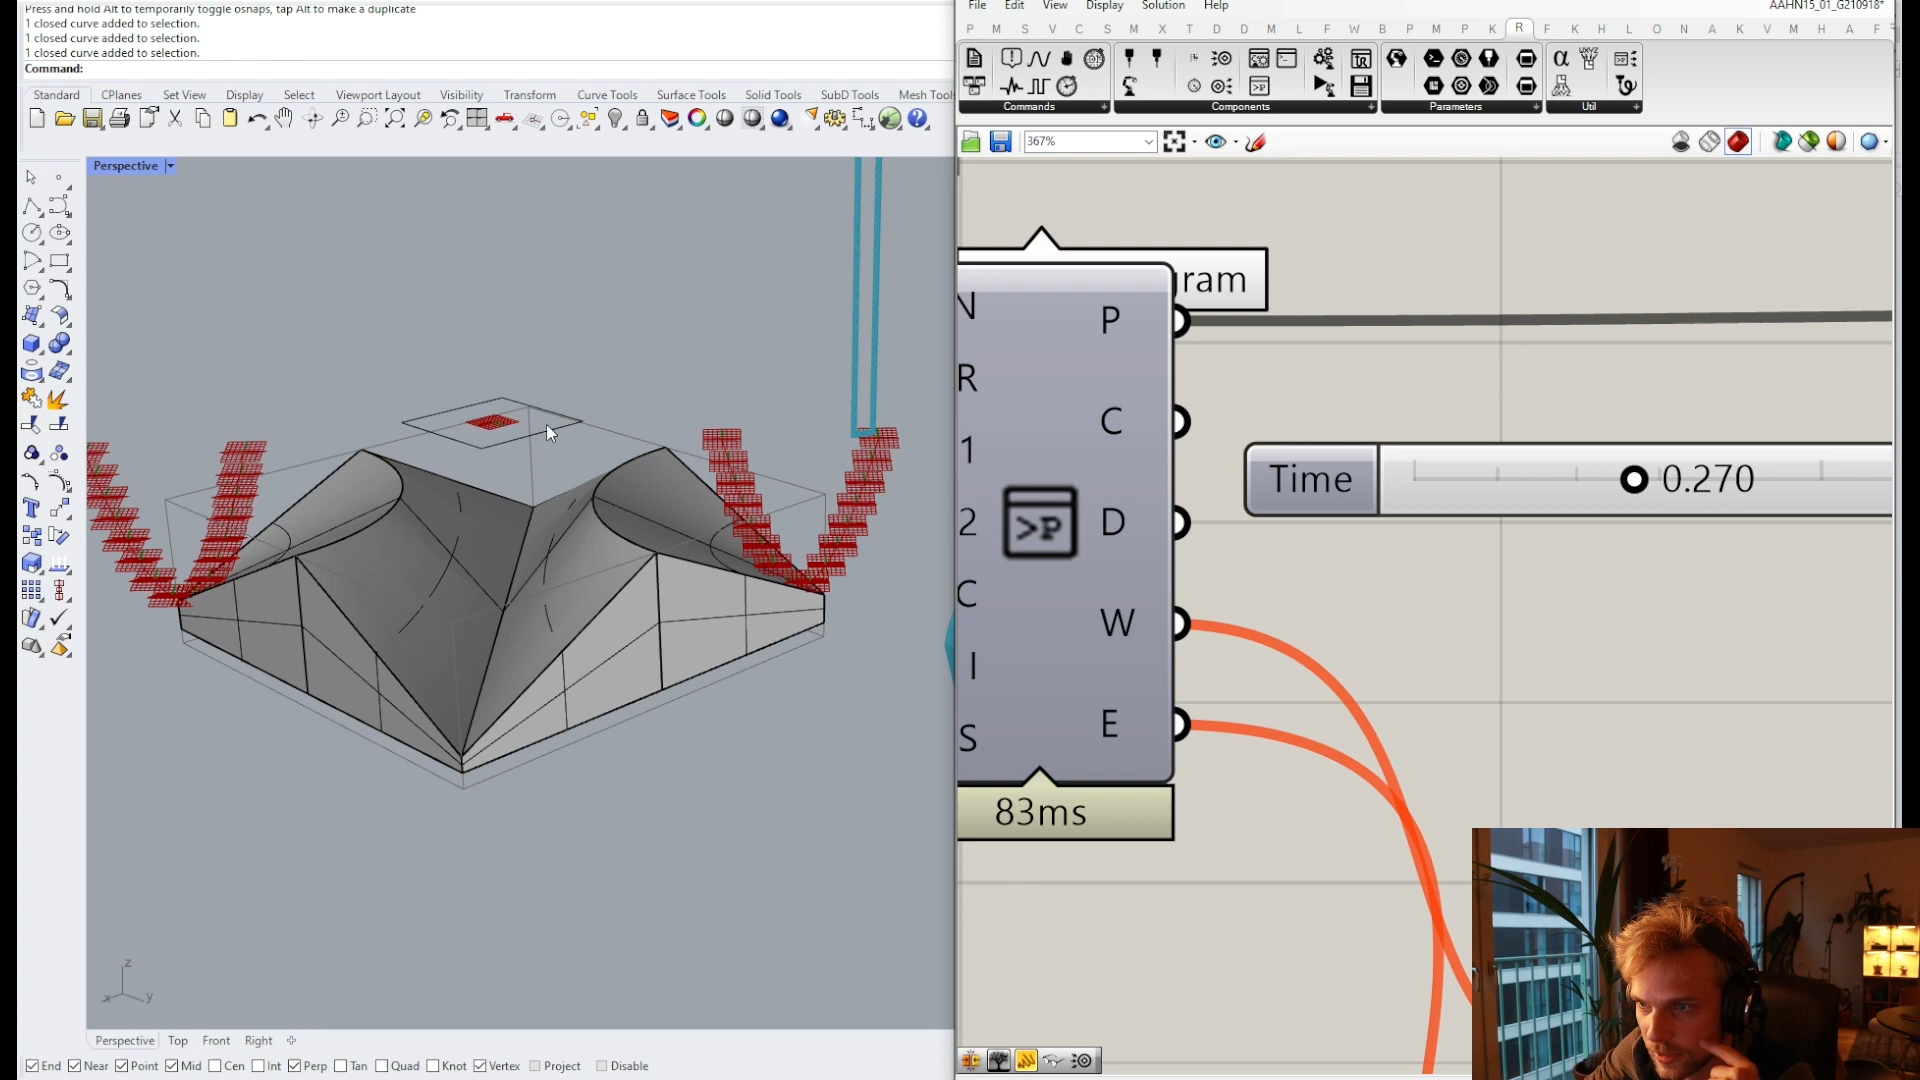 Press and hold Alt to temporarily toggle osnaps, tap Alt to make a duplicate
1 closed curve added to selection.
1 closed curve added to selection.
1 closed curve added to selection.
Command:
Standard CPlanes Set View Display Select Viewport Layout Visibility Transform Curve Tools Surface Tools Solid Tools SubD Tools Mesh Tool
Perspective
z
x y
Perspective Top Front Right
End Near Point Mid Cen Int Perp Tan Quad Knot Vertex Project Disable
File Edit View Display Solution Help
AAHN15_01_G210918*
P M S V C S M X T D D M L F W B P M P K R F K H L O N A K V M H A F
Commands Components Parameters Util
367%
ram
N
R
1
2
C
I
S
P
C
D
W
E
>P
83ms
Time 0.270